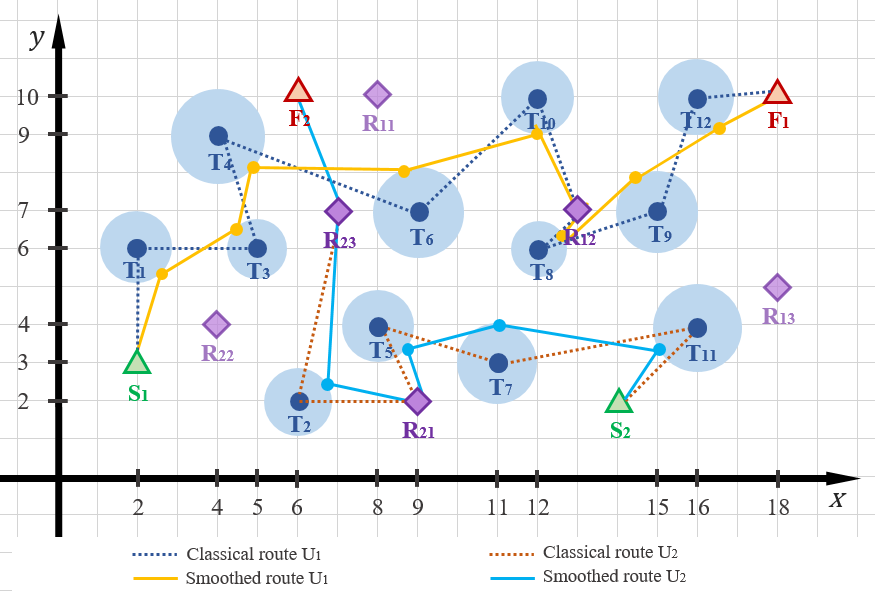 y
10
F2
R11
T10
T12
F1
9
T4
7
T6
R12
T9
R23
6
T1
T3
T8
R13
4
R22
T5
T11
3
S1
T7
2
T2
R21
S2
x
2 4 5 6 8 9 11 12 15 16 18
Classical route U1 Classical route U2
Smoothed route U1 Smoothed route U2